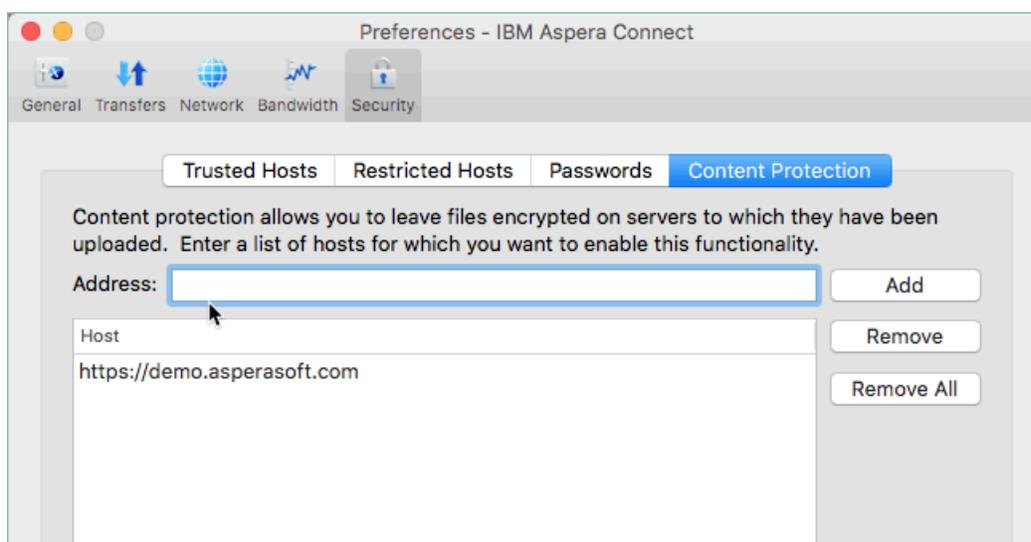 Preferences - IBM Aspera Connect
General Transfers Network Bandwidth Security
Trusted Hosts Restricted Hosts Passwords Content Protection
Content protection allows you to leave files encrypted on servers to which they have been
uploaded.  Enter a list of hosts for which you want to enable this functionality.
Address: Add
Host Remove
https://demo.asperasoft.com
Remove All